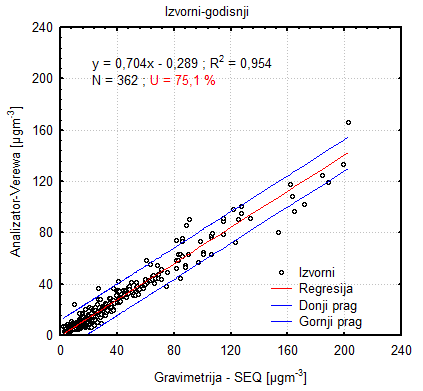 Izvorni-godisnji
y = 0,704x - 0,289 ; R² = 0,954
N = 362 ; U = 75,1 %
Analizator-Verewa [µgm⁻³]
240
200
160
120
80
40
0
Izvorni
Regresija
Donji prag
Gornji prag
0 40 80 120 160 200 240
Gravimetrija - SEQ [µgm⁻³]